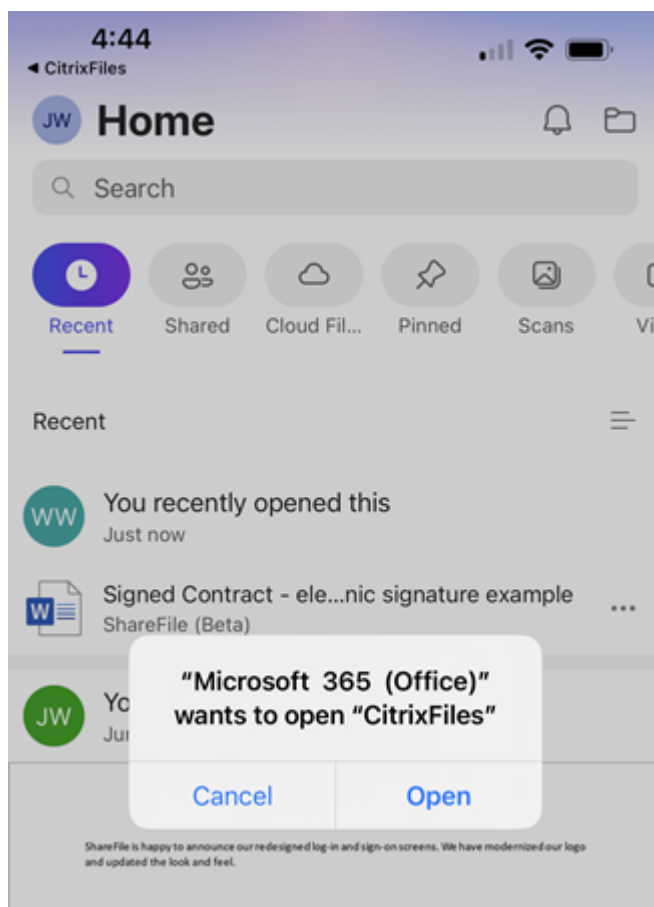 4:44
◀ CitrixFiles
JW Home
Search
Recent Shared Cloud Fil... Pinned Scans Vi
Recent
WW You recently opened this
Just now
W Signed Contract - ele...nic signature example
ShareFile (Beta)
JW Yo
Jun
"Microsoft 365 (Office)"
wants to open "CitrixFiles"
Cancel Open
ShareFile is happy to announce our redesigned log-in and sign-on screens. We have modernized our logo
and updated the look and feel.